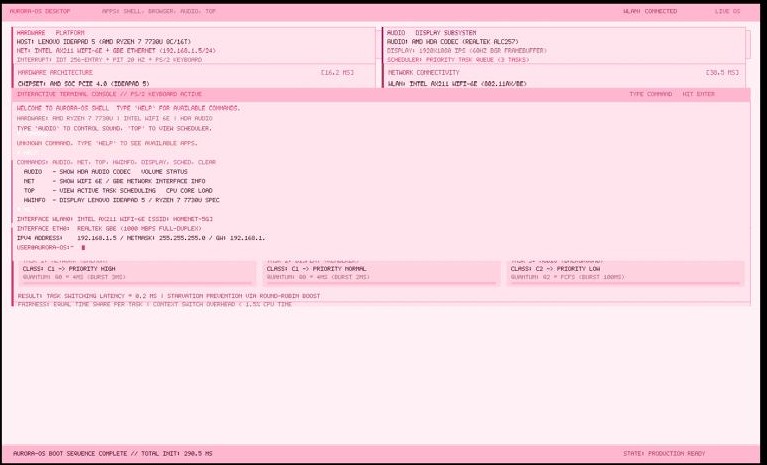 AURORA-OS DESKTOP APPS: SHELL, BROWSER, AUDIO, TOP WLAN: CONNECTED LIVE OS
HARDWARE PLATFORM
HOST: LENOVO IDEAPAD 5 (AMD RYZEN 7 7730U 8C/16T)
NET: INTEL AX211 WIFI-6E + GBE ETHERNET (192.168.1.5/24)
INTERRUPT: IDT 256-ENTRY + PIT 20 HZ + PS/2 KEYBOARD
AUDIO DISPLAY SUBSYSTEM
AUDIO: AMD HDA CODEC (REALTEK ALC257)
DISPLAY: 1920X1080 IPS (60HZ BGR FRAMEBUFFER)
SCHEDULER: PRIORITY TASK QUEUE (3 TASKS)
HARDWARE ARCHITECTURE [16.2 MS]
CHIPSET: AMD SOC PCIE 4.0 (IDEAPAD 5)
NETWORK CONNECTIVITY [38.5 MS]
WLAN: INTEL AX211 WIFI-6E (802.11AX/BE)
INTERACTIVE TERMINAL CONSOLE // PS/2 KEYBOARD ACTIVE TYPE COMMAND HIT ENTER
WELCOME TO AURORA-OS SHELL TYPE 'HELP' FOR AVAILABLE COMMANDS.
HARDWARE: AMD RYZEN 7 7730U | INTEL WIFI 6E | HDA AUDIO
TYPE 'AUDIO' TO CONTROL SOUND, 'TOP' TO VIEW SCHEDULER.
UNKNOWN COMMAND. TYPE 'HELP' TO SEE AVAILABLE APPS.
COMMANDS: AUDIO, NET, TOP, HWINFO, DISPLAY, SCHED, CLEAR
AUDIO - SHOW HDA AUDIO CODEC VOLUME STATUS
NET - SHOW WIFI 6E / GBE NETWORK INTERFACE INFO
TOP - VIEW ACTIVE TASK SCHEDULING CPU CORE LOAD
HWINFO - DISPLAY LENOVO IDEAPAD 5 / RYZEN 7 7730U SPEC
INTERFACE WLAN0: INTEL AX211 WIFI-6E (SSID: HOMENET-5G)
INTERFACE ETH0: REALTEK GBE (1000 MBPS FULL-DUPLEX)
IPV4 ADDRESS: 192.168.1.5 / NETMASK: 255.255.255.0 / GW: 192.168.1.
USER@AURORA-OS:~
CLASS: C1 -> PRIORITY HIGH
QUANTUM: Q0 = 4MS (BURST 3MS)
CLASS: C1 -> PRIORITY NORMAL
QUANTUM: Q0 = 4MS (BURST 2MS)
CLASS: C2 -> PRIORITY LOW
QUANTUM: Q2 = FCFS (BURST 100MS)
RESULT: TASK SWITCHING LATENCY = 0.2 MS | STARVATION PREVENTION VIA ROUND-ROBIN BOOST
FAIRNESS: EQUAL TIME SHARE PER TASK | CONTEXT SWITCH OVERHEAD < 1.5% CPU TIME
AURORA-OS BOOT SEQUENCE COMPLETE // TOTAL INIT: 290.5 MS STATE: PRODUCTION READY